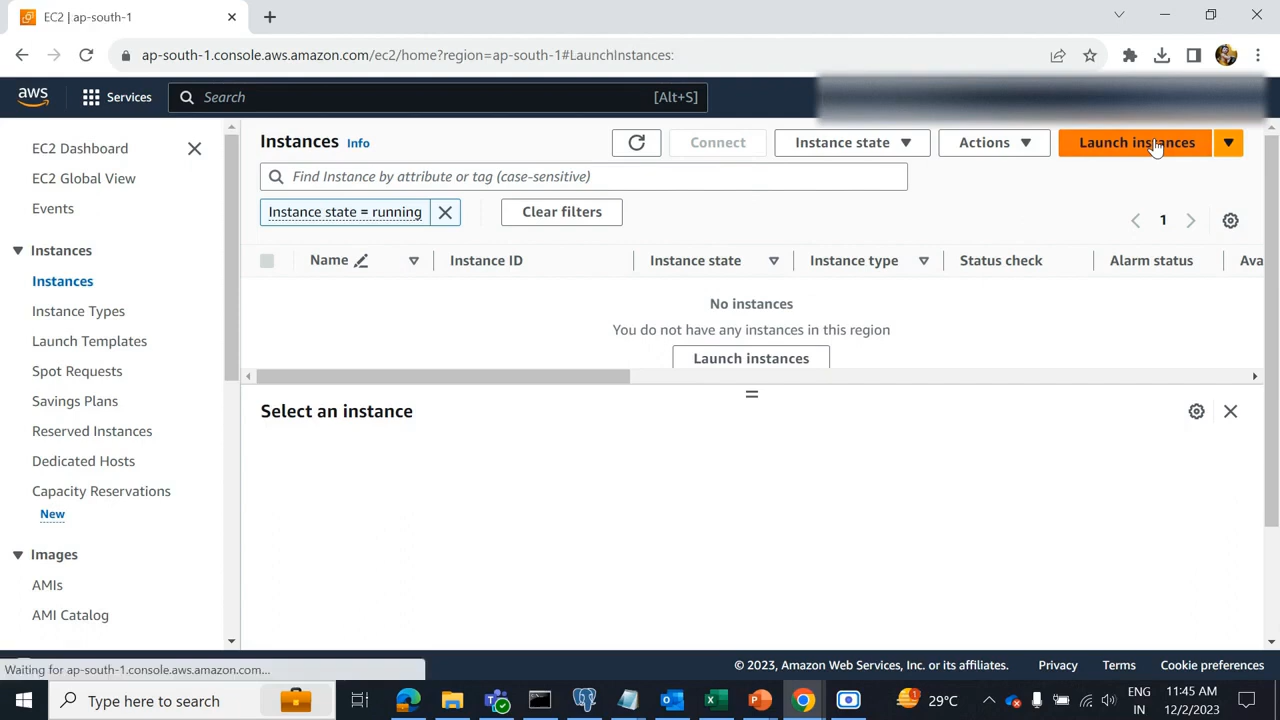 EC2 | ap-south-1
ap-south-1.console.aws.amazon.com/ec2/home?region=ap-south-1#LaunchInstances:
aws
Services
Search
[Alt+S]
EC2 Dashboard
EC2 Global View
Events
Instances
Instances
Instance Types
Launch Templates
Spot Requests
Savings Plans
Reserved Instances
Dedicated Hosts
Capacity Reservations
New
Images
AMIs
AMI Catalog
Instances Info
Connect
Instance state
Actions
Launch instances
Find Instance by attribute or tag (case-sensitive)
Instance state = running
Clear filters
1
Name
Instance ID
Instance state
Instance type
Status check
Alarm status
Ava
No instances
You do not have any instances in this region
Launch instances
Select an instance
Waiting for ap-south-1.console.aws.amazon.com...
© 2023, Amazon Web Services, Inc. or its affiliates.
Privacy
Terms
Cookie preferences
Type here to search
29°C
ENG
IN
11:45 AM
12/2/2023